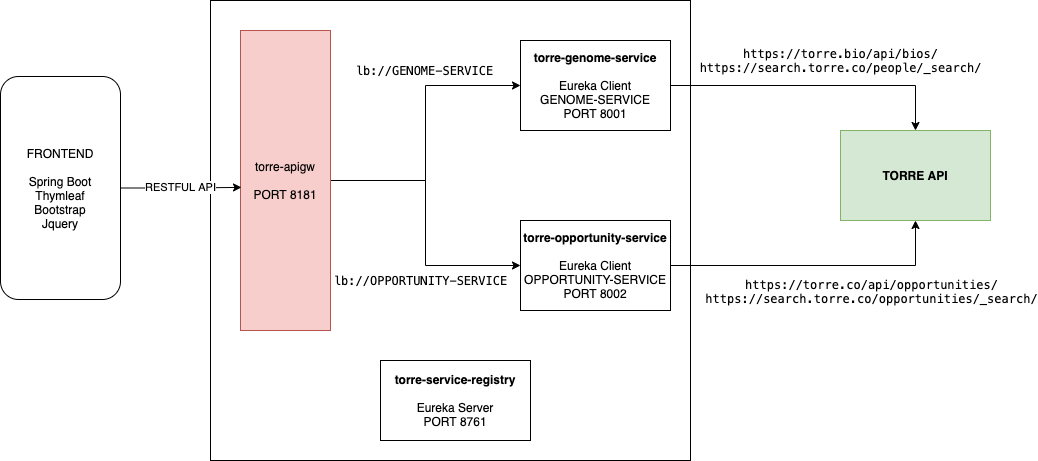 FRONTEND
Spring Boot
Thymleaf
Bootstrap
Jquery
RESTFUL API
torre-apigw
PORT 8181
lb://GENOME-SERVICE
lb://OPPORTUNITY-SERVICE
torre-genome-service
Eureka Client
GENOME-SERVICE
PORT 8001
torre-opportunity-service
Eureka Client
OPPORTUNITY-SERVICE
PORT 8002
torre-service-registry
Eureka Server
PORT 8761
https://torre.bio/api/bios/
https://search.torre.co/people/_search/
TORRE API
https://torre.co/api/opportunities/
https://search.torre.co/opportunities/_search/